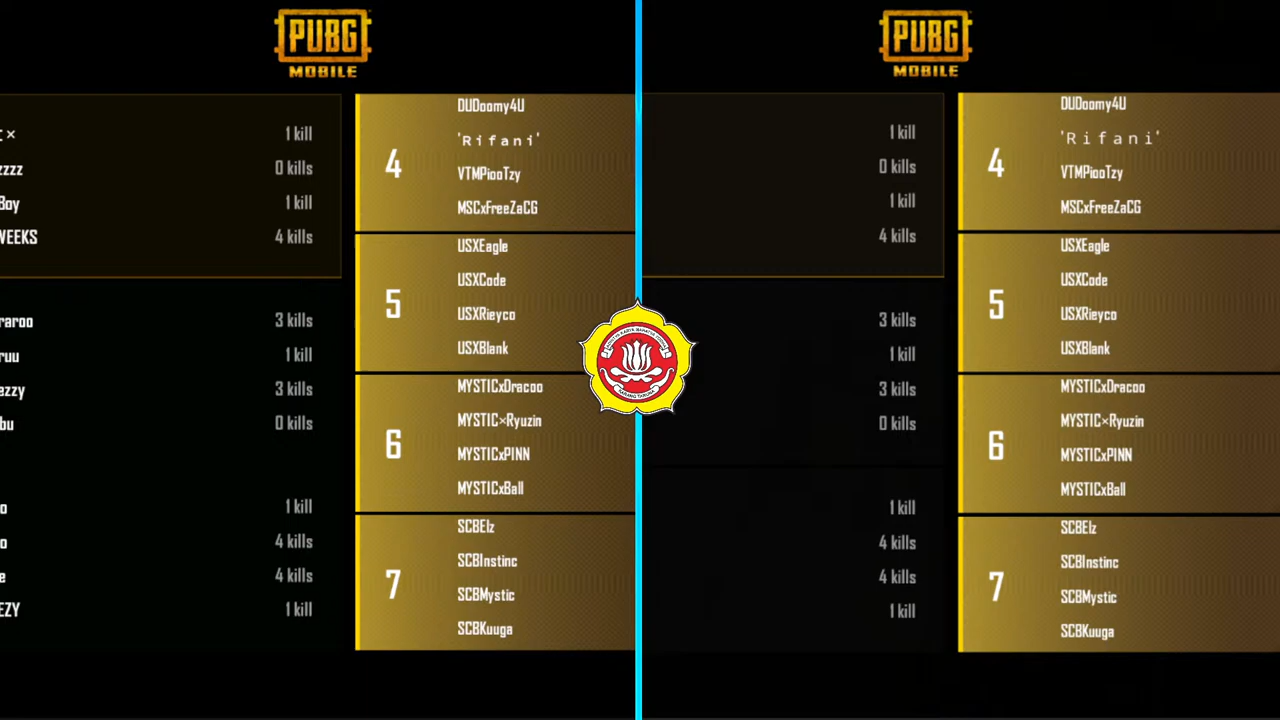 PUBG
MOBILE
1 kill
0 kills
1 kill
4 kills
3 kills
1 kill
3 kills
0 kills
1 kill
4 kills
4 kills
1 kill
4
DUDoomy4U
'Rifani'
VTMPiooTzy
MSCxFreeZaCG
5
USXEagle
USXCode
USXRieyco
USXBlank
6
MYSTICxDracoo
MYSTIC×Ryuzin
MYSTICxPINN
MYSTICxBall
7
SCBElz
SCBInstinc
SCBMystic
SCBKuuga
PUBG
MOBILE
1 kill
0 kills
1 kill
4 kills
3 kills
1 kill
3 kills
0 kills
1 kill
4 kills
4 kills
1 kill
4
DUDoomy4U
'Rifani'
VTMPiooTzy
MSCxFreeZaCG
5
USXEagle
USXCode
USXRieyco
USXBlank
6
MYSTICxDracoo
MYSTIC×Ryuzin
MYSTICxPINN
MYSTICxBall
7
SCBElz
SCBInstinc
SCBMystic
SCBKuuga